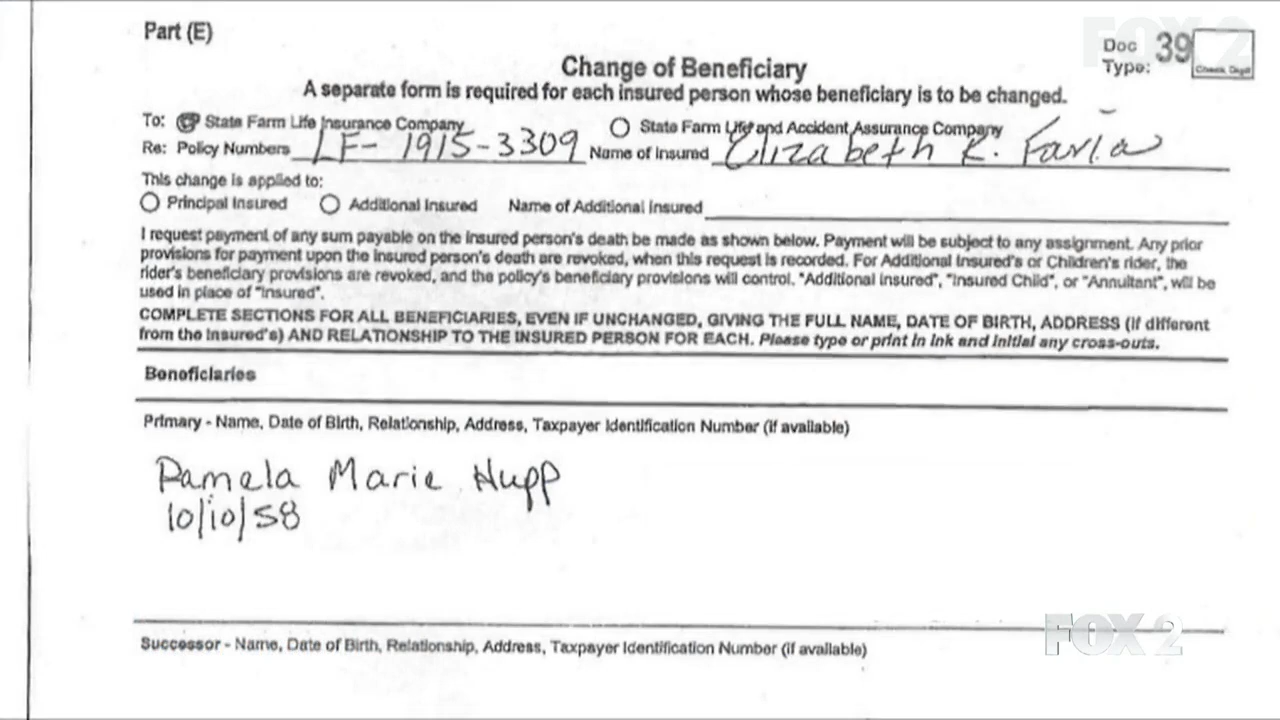 Part (E)
FOX 2
Doc Type: 39
Check Digit
Change of Beneficiary
A separate form is required for each insured person whose beneficiary is to be changed.
To: State Farm Life Insurance Company State Farm Life and Accident Assurance Company
Re: Policy Numbers LF-1915-3309 Name of Insured Elizabeth K. Faria
This change is applied to:
Principal Insured Additional Insured Name of Additional Insured
I request payment of any sum payable on the insured person's death be made as shown below. Payment will be subject to any assignment. Any prior
provisions for payment upon the insured person's death are revoked, when this request is recorded. For Additional Insured's or Children's rider, the
rider's beneficiary provisions are revoked, and the policy's beneficiary provisions will control. "Additional Insured", "Insured Child", or "Annuitant", will be
used in place of "Insured".
COMPLETE SECTIONS FOR ALL BENEFICIARIES, EVEN IF UNCHANGED, GIVING THE FULL NAME, DATE OF BIRTH, ADDRESS (if different
from the Insured's) AND RELATIONSHIP TO THE INSURED PERSON FOR EACH. Please type or print in ink and initial any cross-outs.
Beneficiaries
Primary - Name, Date of Birth, Relationship, Address, Taxpayer Identification Number (if available)
Pamela Marie Hupp
10/10/58
FOX 2
Successor - Name, Date of Birth, Relationship, Address, Taxpayer Identification Number (if available)